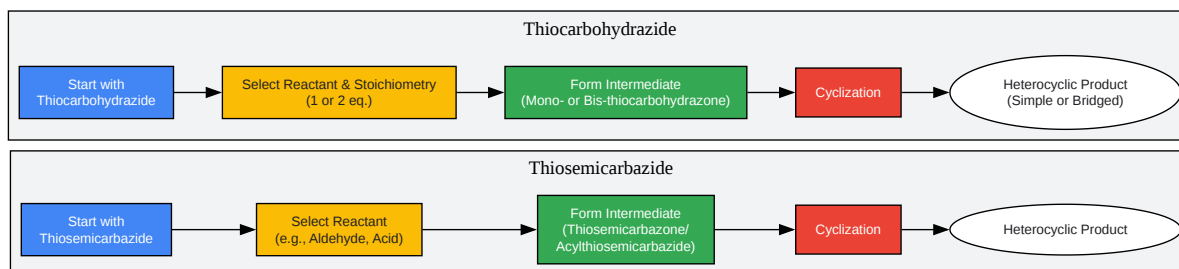 Thiocarbohydrazide
Start with
Thiocarbohydrazide
Select Reactant & Stoichiometry
(1 or 2 eq.)
Form Intermediate
(Mono- or Bis-thiocarbohydrazone)
Cyclization
Heterocyclic Product
(Simple or Bridged)
Thiosemicarbazide
Start with
Thiosemicarbazide
Select Reactant
(e.g., Aldehyde, Acid)
Form Intermediate
(Thiosemicarbazone/
Acylthiosemicarbazide)
Cyclization
Heterocyclic Product